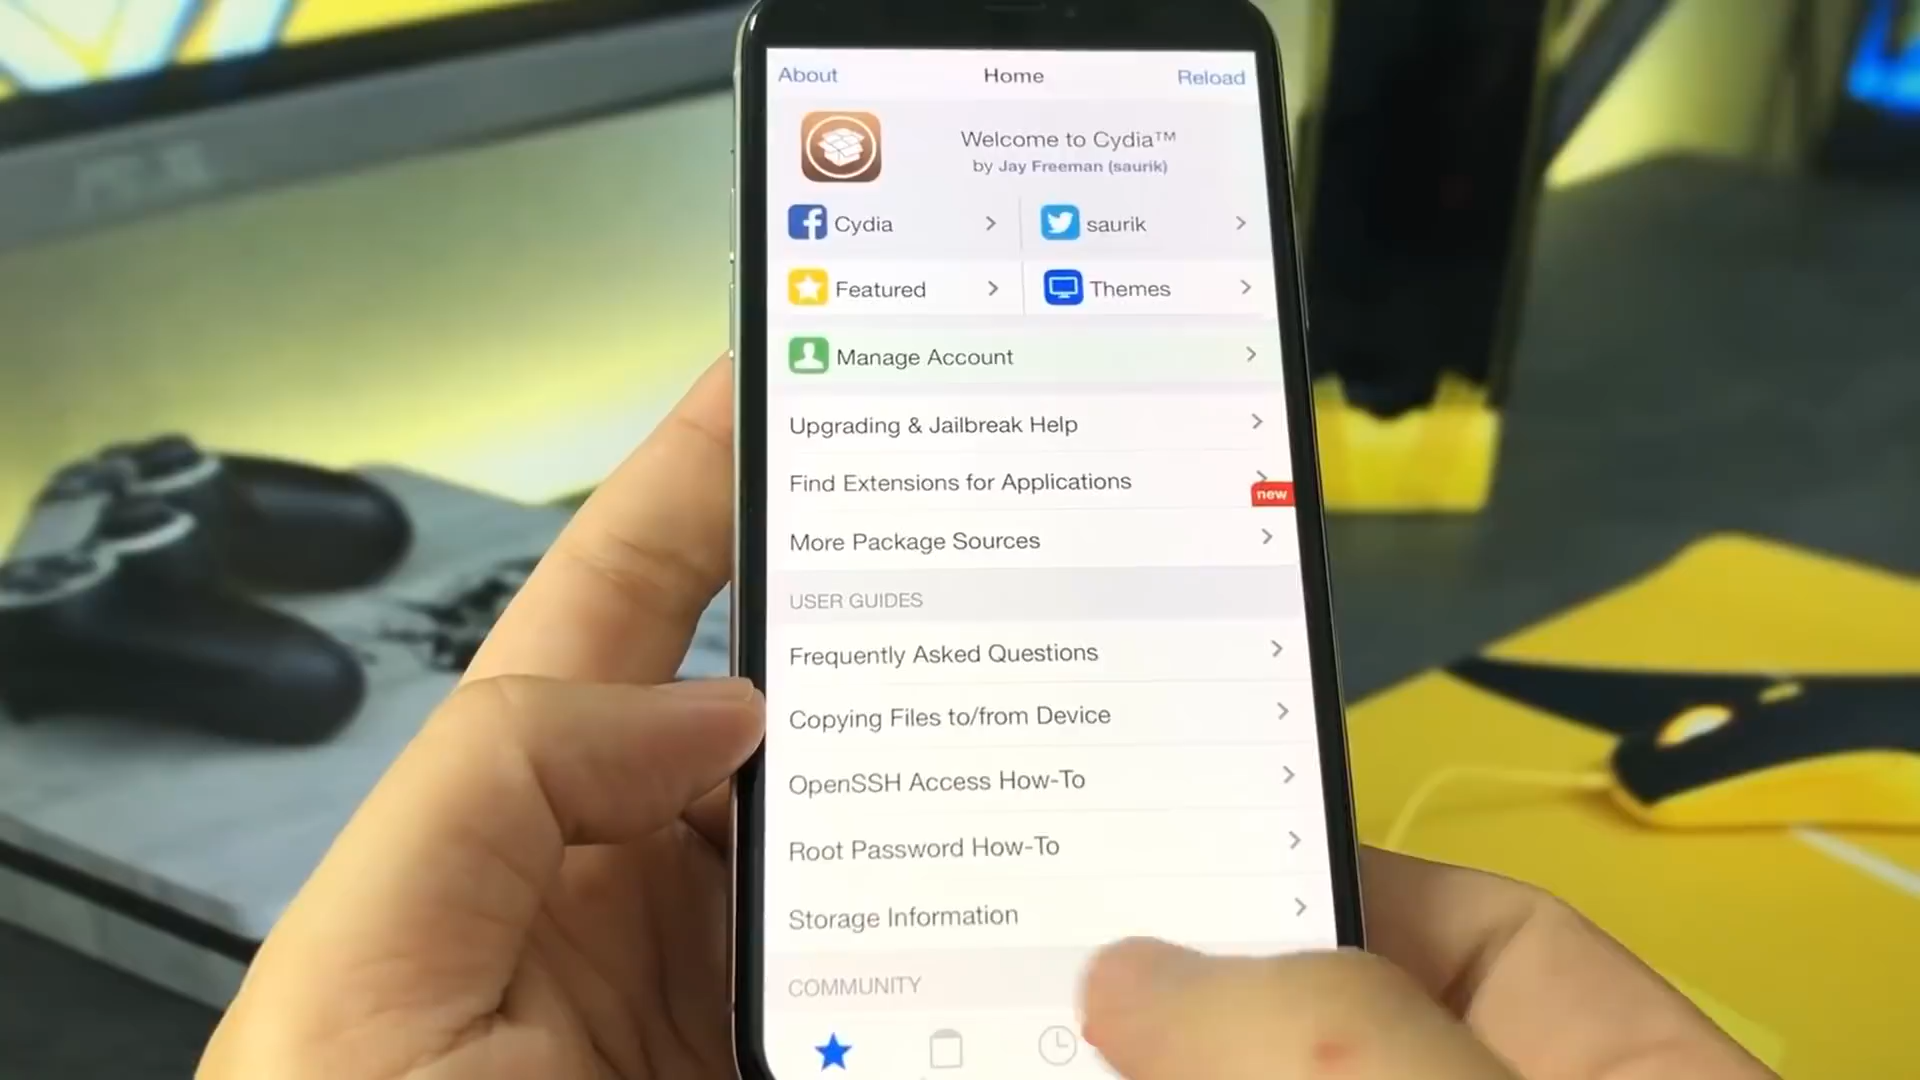 About Home Reload
Welcome to Cydia™
by Jay Freeman (saurik)
Cydia saurik
Featured Themes
Manage Account
Upgrading & Jailbreak Help
Find Extensions for Applications
new
More Package Sources
USER GUIDES
Frequently Asked Questions
Copying Files to/from Device
OpenSSH Access How-To
Root Password How-To
Storage Information
COMMUNITY